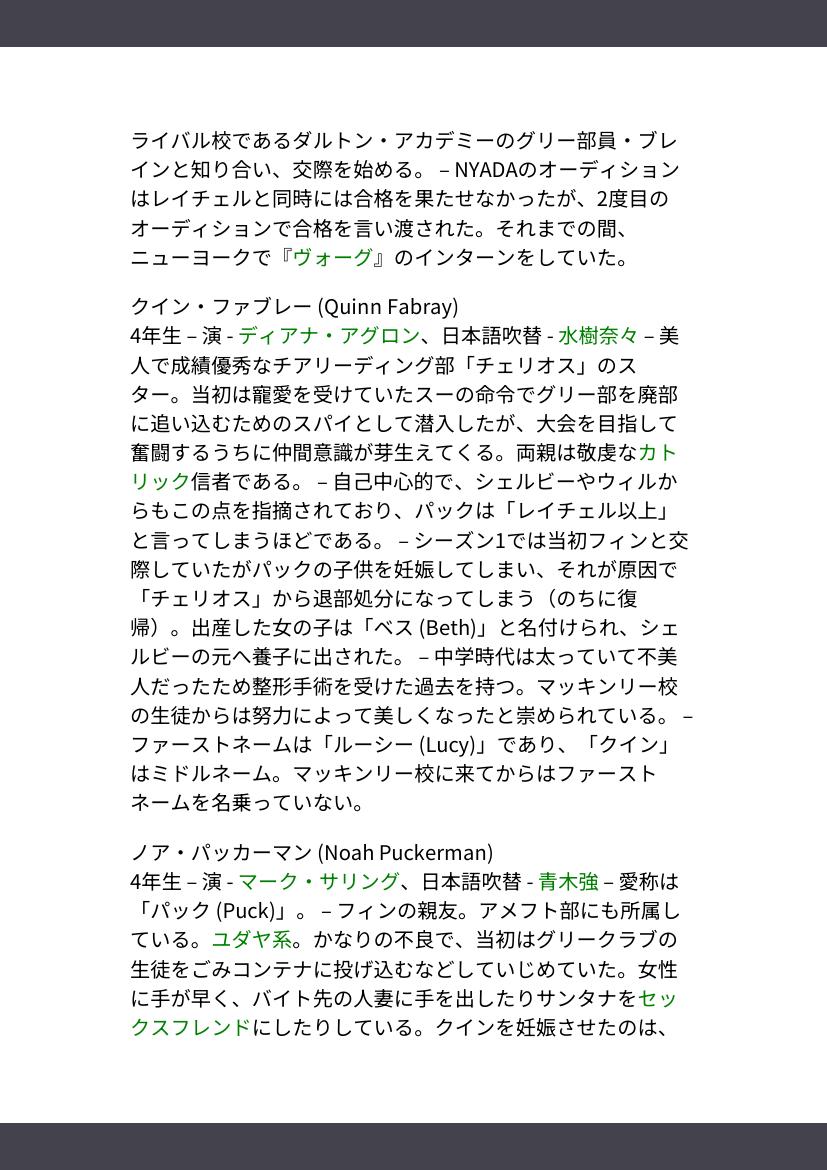 ライバル校であるダルトン・アカデミーのグリー部員・ブレ
インと知り合い、交際を始める。 – NYADAのオーディション
はレイチェルと同時には合格を果たせなかったが、2度目の
オーディションで合格を言い渡された。それまでの間、
ニューヨークで『ヴォーグ』のインターンをしていた。
クイン・ファブレー (Quinn Fabray)
4年生 – 演 - ディアナ・アグロン、日本語吹替 - 水樹奈々 – 美
人で成績優秀なチアリーディング部「チェリオス」のス
ター。当初は寵愛を受けていたスーの命令でグリー部を廃部
に追い込むためのスパイとして潜入したが、大会を目指して
奮闘するうちに仲間意識が芽生えてくる。両親は敬虔なカト
リック信者である。 – 自己中心的で、シェルビーやウィルか
らもこの点を指摘されており、パックは「レイチェル以上」
と言ってしまうほどである。 – シーズン1では当初フィンと交
際していたがパックの子供を妊娠してしまい、それが原因で
「チェリオス」から退部処分になってしまう（のちに復
帰）。出産した女の子は「ベス (Beth)」と名付けられ、シェ
ルビーの元へ養子に出された。 – 中学時代は太っていて不美
人だったため整形手術を受けた過去を持つ。マッキンリー校
の生徒からは努力によって美しくなったと崇められている。 –
ファーストネームは「ルーシー (Lucy)」であり、「クイン」
はミドルネーム。マッキンリー校に来てからはファースト
ネームを名乗っていない。
ノア・パッカーマン (Noah Puckerman)
4年生 – 演 - マーク・サリング、日本語吹替 - 青木強 – 愛称は
「パック (Puck)」。 – フィンの親友。アメフト部にも所属し
ている。ユダヤ系。かなりの不良で、当初はグリークラブの
生徒をごみコンテナに投げ込むなどしていじめていた。女性
に手が早く、バイト先の人妻に手を出したりサンタナをセッ
クスフレンドにしたりしている。クインを妊娠させたのは、